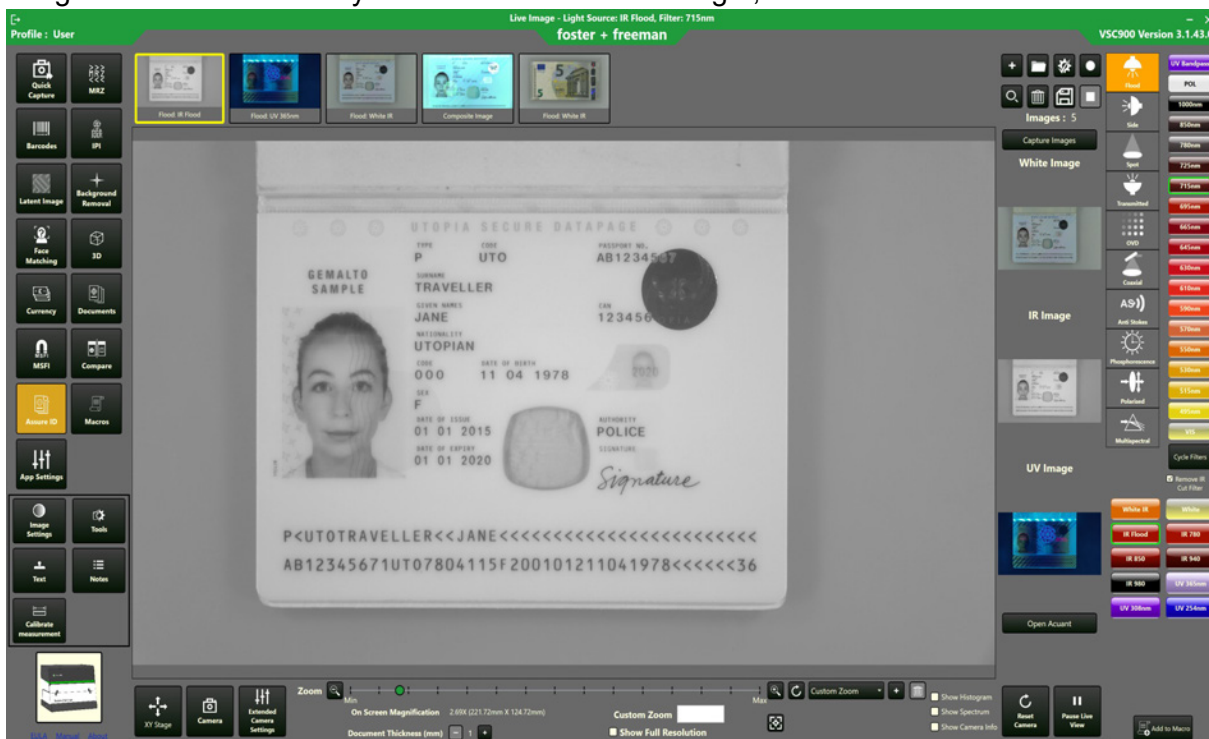 Live Image - Light Source: IR Flood, Filter: 715nm
Profile : User
foster + freeman
VSC900 Version 3.1.43.
Quick Capture
MRZ
Barcodes
IPI
Latent Image
Background Removal
Face Matching
3D
Currency
Documents
MSFI
Compare
Assure ID
Macros
App Settings
Image Settings
Tools
Text
Notes
Calibrate measurement
EULA Manual About
Flood: IR Flood
Flood: UV 365nm
Flood: White IR
Composite Image
Flood: White IR
UTOPIA SECURE DATAPAGE
TYPE
CODE
PASSPORT NO.
P
UTO
AB1234567
GEMALTO
SAMPLE
SURNAME
TRAVELLER
GIVEN NAMES
CAN
JANE
123456
NATIONALITY
UTOPIAN
CODE
DATE OF BIRTH
000
11 04 1978
2020
SEX
F
DATE OF ISSUE
AUTHORITY
01 01 2015
POLICE
DATE OF EXPIRY
SIGNATURE
01 01 2020
Signature
P<UTOTRAVELLER<<JANE<<<<<<<<<<<<<<<<<<<<<<<<<<
AB12345671UTO7804115F200101211041978<<<<<<36
XY Stage
Camera
Extended Camera Settings
Zoom
Min
Max
On Screen Magnification 2.69X (221.72mm X 124.72mm)
Document Thickness (mm) - 1 +
Custom Zoom
Show Full Resolution
Custom Zoom
Show Histogram
Show Spectrum
Show Camera Info
Images : 5
Capture Images
White Image
IR Image
UV Image
Open Acuant
Reset Camera
Pause Live View
Add to Macro
Flood
Side
Spot
Transmitted
OVD
Coaxial
Anti Stokes
Phosphorescence
Polarized
Multispectral
UV Bandpass
POL
1000nm
850nm
780nm
725nm
715nm
695nm
665nm
645nm
630nm
610nm
590nm
570nm
550nm
530nm
515nm
495nm
VIS
Cycle Filters
Remove IR Cut Filter
White IR
White
IR Flood
IR 780
IR 850
IR 940
IR 980
UV 365nm
UV 308nm
UV 254nm